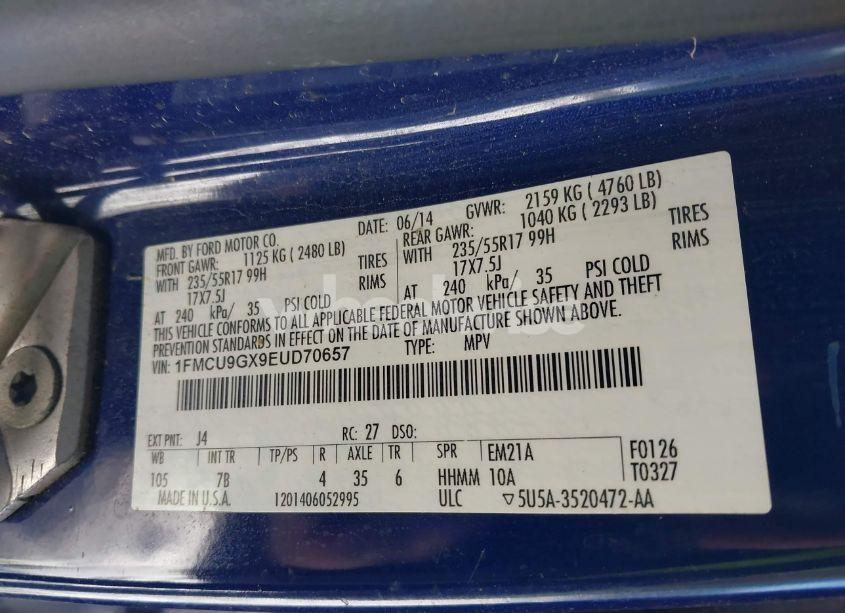 MFD. BY FORD MOTOR CO.
DATE: 06/14 GVWR: 2159 KG ( 4760 LB)
FRONT GAWR: 1125 KG ( 2480 LB) REAR GAWR: 1040 KG ( 2293 LB)
WITH 235/55R17 99H TIRES WITH 235/55R17 99H TIRES
17X7.5J RIMS 17X7.5J RIMS
AT 240 kPa/ 35 PSI COLD AT 240 kPa/ 35 PSI COLD
THIS VEHICLE CONFORMS TO ALL APPLICABLE FEDERAL MOTOR VEHICLE SAFETY AND THEFT
PREVENTION STANDARDS IN EFFECT ON THE DATE OF MANUFACTURE SHOWN ABOVE.
VIN: 1FMCU9GX9EUD70657 TYPE: MPV
EXT PNT: J4 RC: 27 DSO:
WB INT TR TP/PS R AXLE TR SPR EM21A F0126
105 7B 4 35 6 HHMM 10A T0327
MADE IN U.S.A. 1201406052995 ULC ▽5U5A-3520472-AA